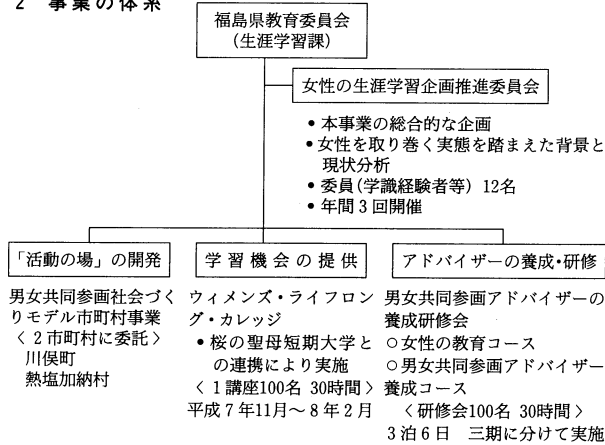 2 事業の体系
福島県教育委員会
(生涯学習課)
女性の生涯学習企画推進委員会
•本事業の総合的な企画
•女性を取り巻く実態を踏まえた背景と
現状分析
•委員(学識経験者等) 12名
•年間3回開催
「活動の場」の開発
男女共同参画社会づく
りモデル市町村事業
〈2市町村に委託〉
川俣町
熱塩加納村
学習機会の提供
ウィメンズ・ライフロン
グ・カレッジ
•桜の聖母短期大学と
の連携により実施
〈1講座100名 30時間〉
平成7年11月~8年2月
アドバイザーの養成・研修
男女共同参画アドバイザーの
養成研修会
○女性の教育コース
○男女共同参画アドバイザー
養成コース
〈研修会100名 30時間〉
3泊6日 三期に分けて実施